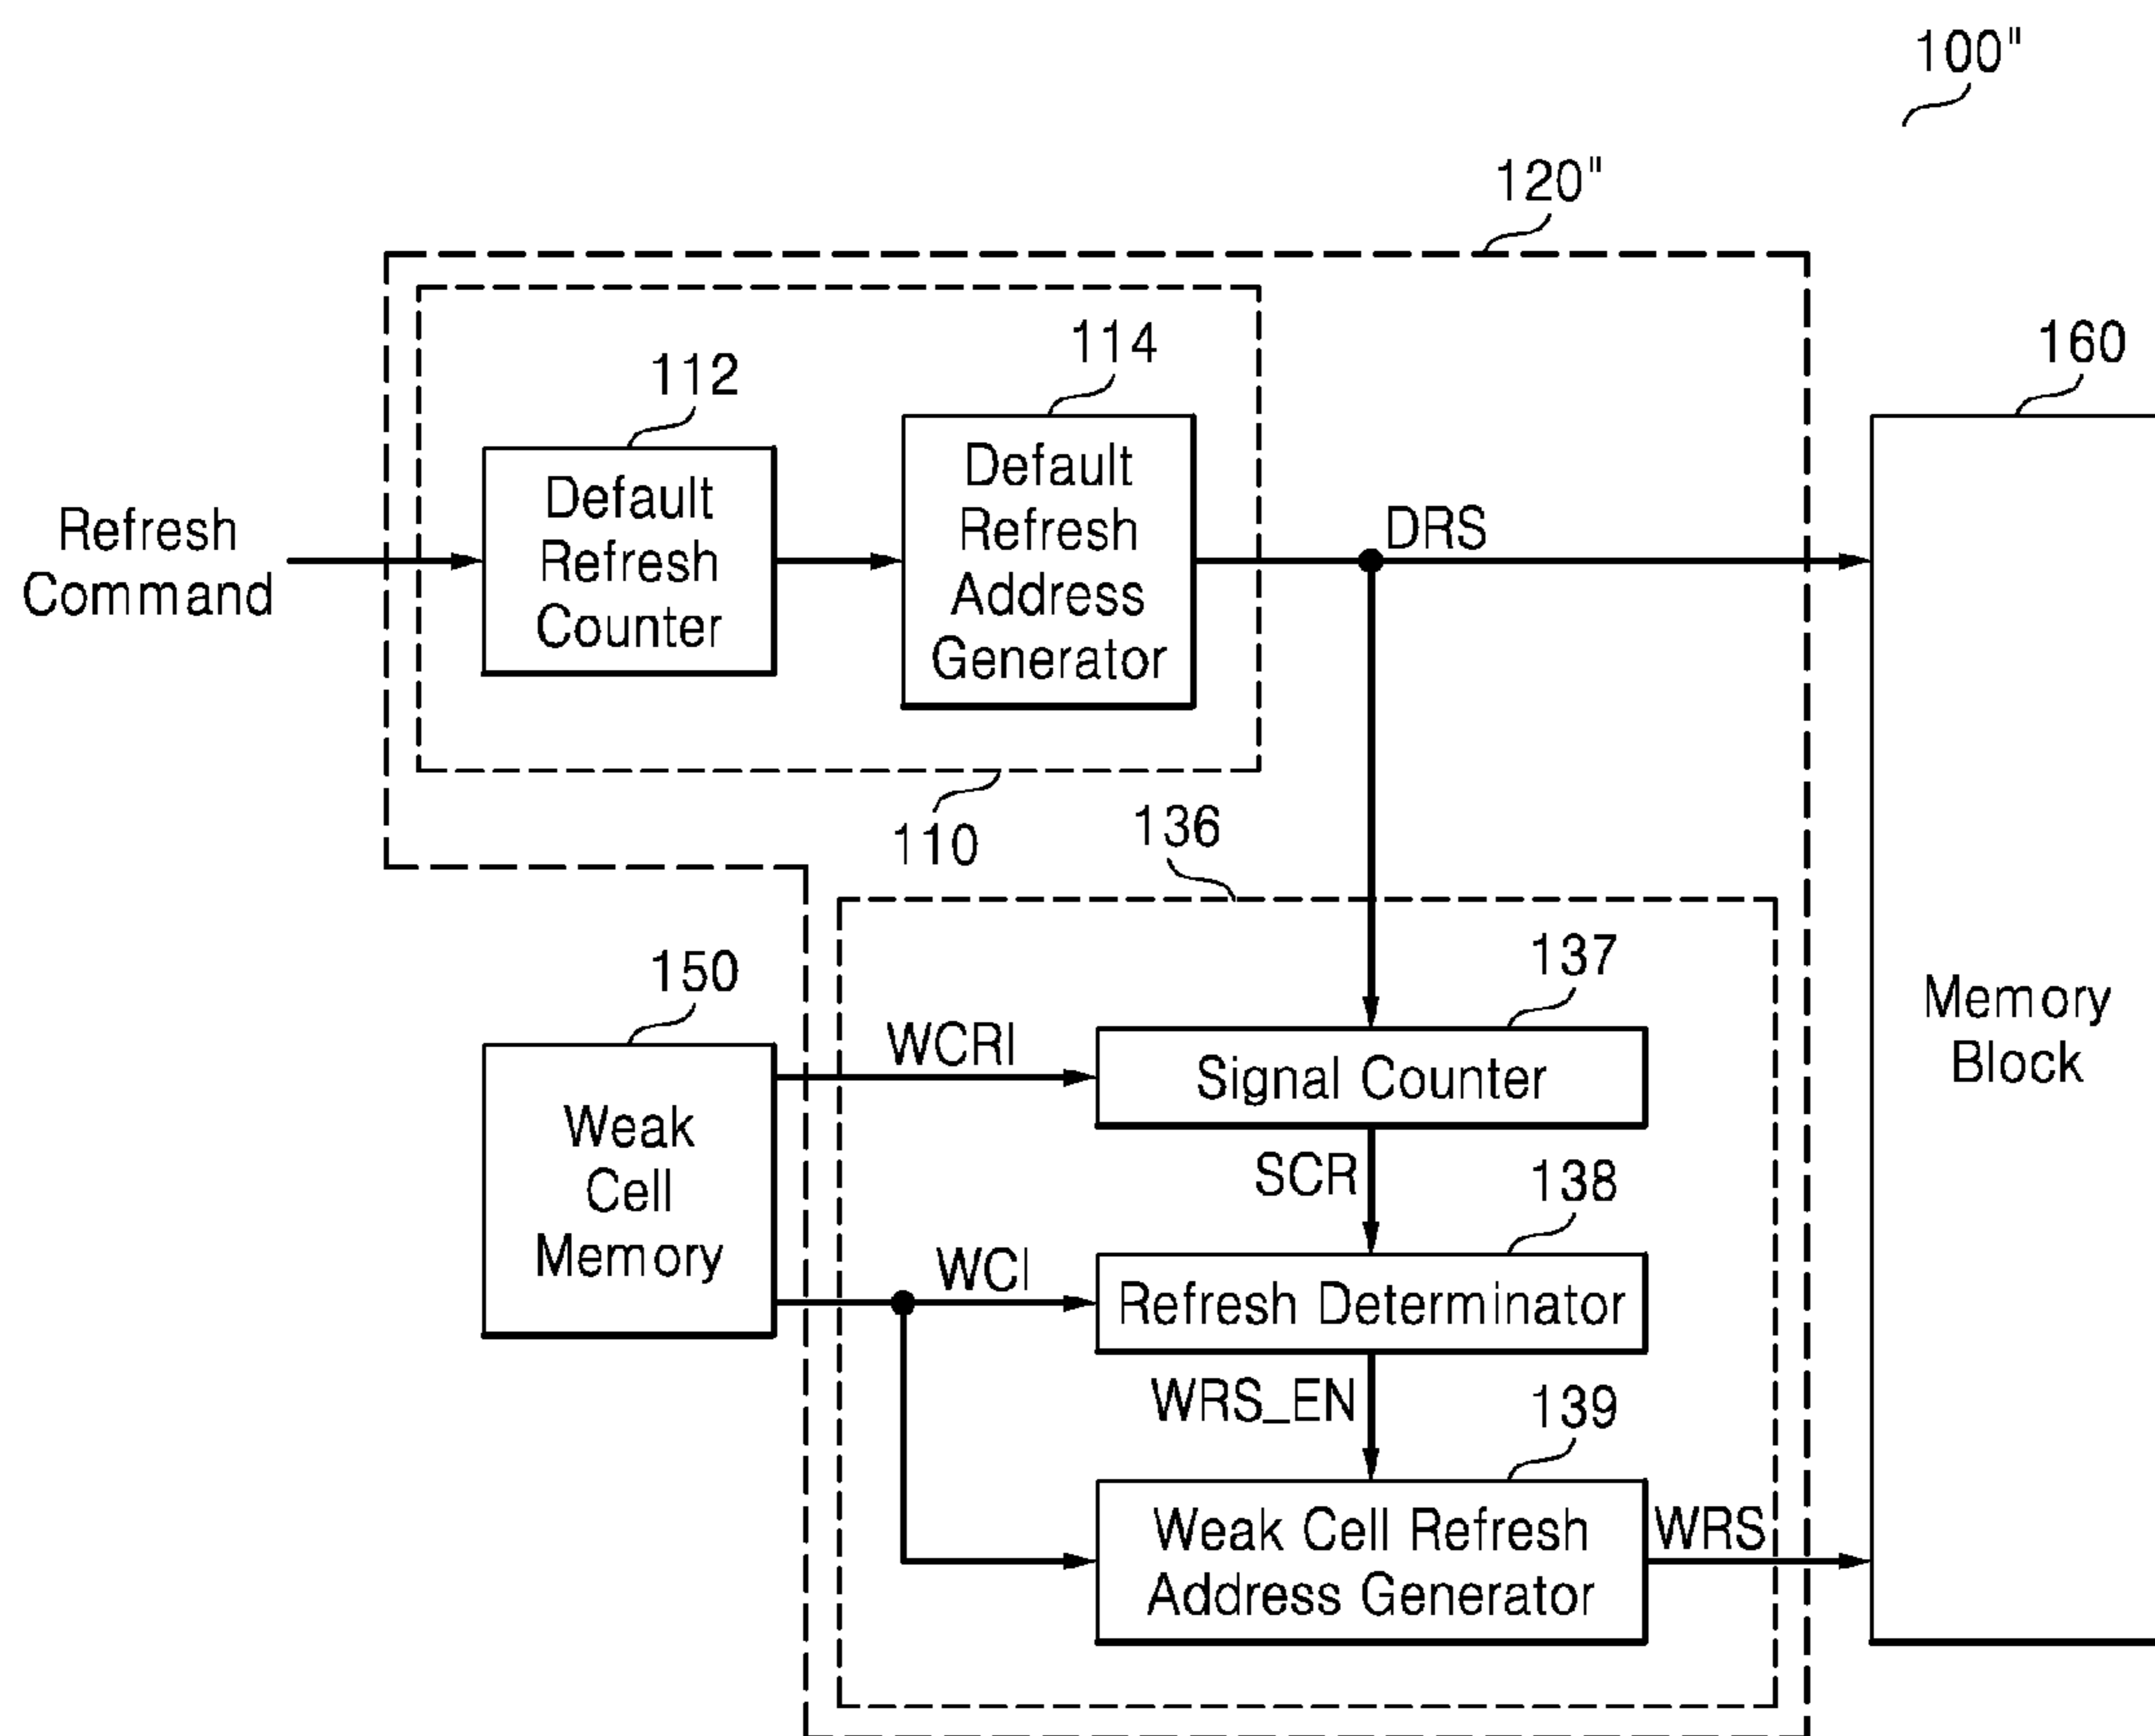 100"
120"
160
114
112
Default
Refresh
Address
Generator
Default
Refresh
Counter
Refresh
Command
DRS
110
136
137
150
WCRI
Signal Counter
Memory
Block
Weak
Cell
Memory
SCR
138
WCI
Refresh Determinator
WRS_EN
139
Weak Cell Refresh
Address Generator
WRS